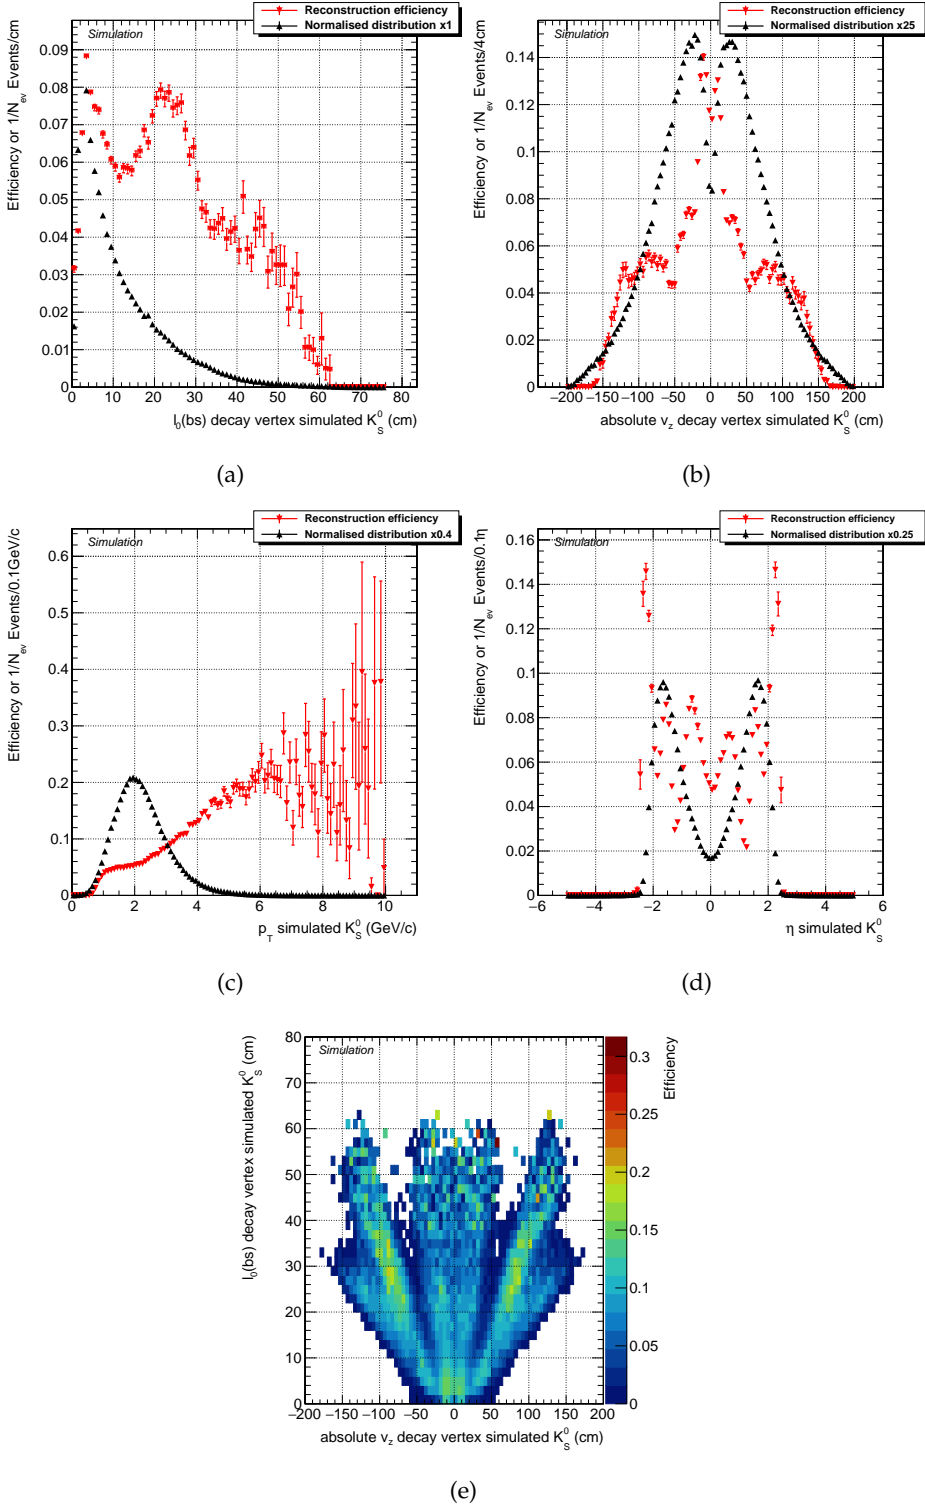 Reconstruction efficiency
Normalised distribution x1
Simulation
Efficiency or 1/N_ev Events/cm
0.09
0.08
0.07
0.06
0.05
0.04
0.03
0.02
0.01
0
0 10 20 30 40 50 60 70 80
l_0(bs) decay vertex simulated K_S^0 (cm)
(a)
Reconstruction efficiency
Normalised distribution x25
Simulation
Efficiency or 1/N_ev Events/4cm
0.14
0.12
0.1
0.08
0.06
0.04
0.02
0
−200 −150 −100 −50 0 50 100 150 200
absolute v_z decay vertex simulated K_S^0 (cm)
(b)
Reconstruction efficiency
Normalised distribution x0.4
Simulation
Efficiency or 1/N_ev Events/0.1GeV/c
0.6
0.5
0.4
0.3
0.2
0.1
0
0 2 4 6 8 10
p_T simulated K_S^0 (GeV/c)
(c)
Reconstruction efficiency
Normalised distribution x0.25
Simulation
Efficiency or 1/N_ev Events/0.1η
0.16
0.14
0.12
0.1
0.08
0.06
0.04
0.02
0
−6 −4 −2 0 2 4 6
η simulated K_S^0
(d)
Simulation
l_0(bs) decay vertex simulated K_S^0 (cm)
80
70
60
50
40
30
20
10
0
−200 −150 −100 −50 0 50 100 150 200
absolute v_z decay vertex simulated K_S^0 (cm)
Efficiency
0.3
0.25
0.2
0.15
0.1
0.05
0
(e)